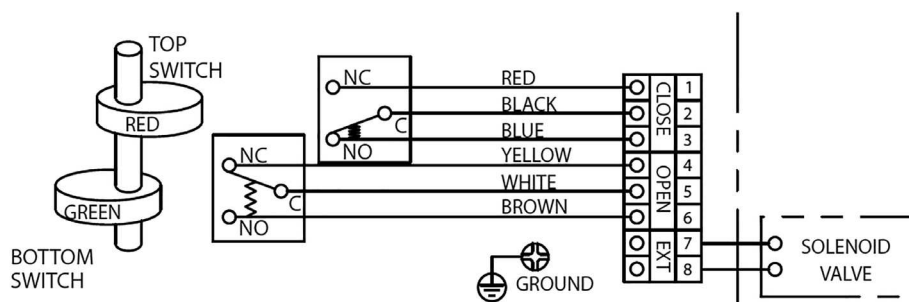 TOP
SWITCH
RED
GREEN
BOTTOM
SWITCH
NC
C
NO
NC
C
NO
RED
BLACK
BLUE
YELLOW
WHITE
BROWN
GROUND
CLOSE
OPEN
EXT
1
2
3
4
5
6
7
8
SOLENOID
VALVE